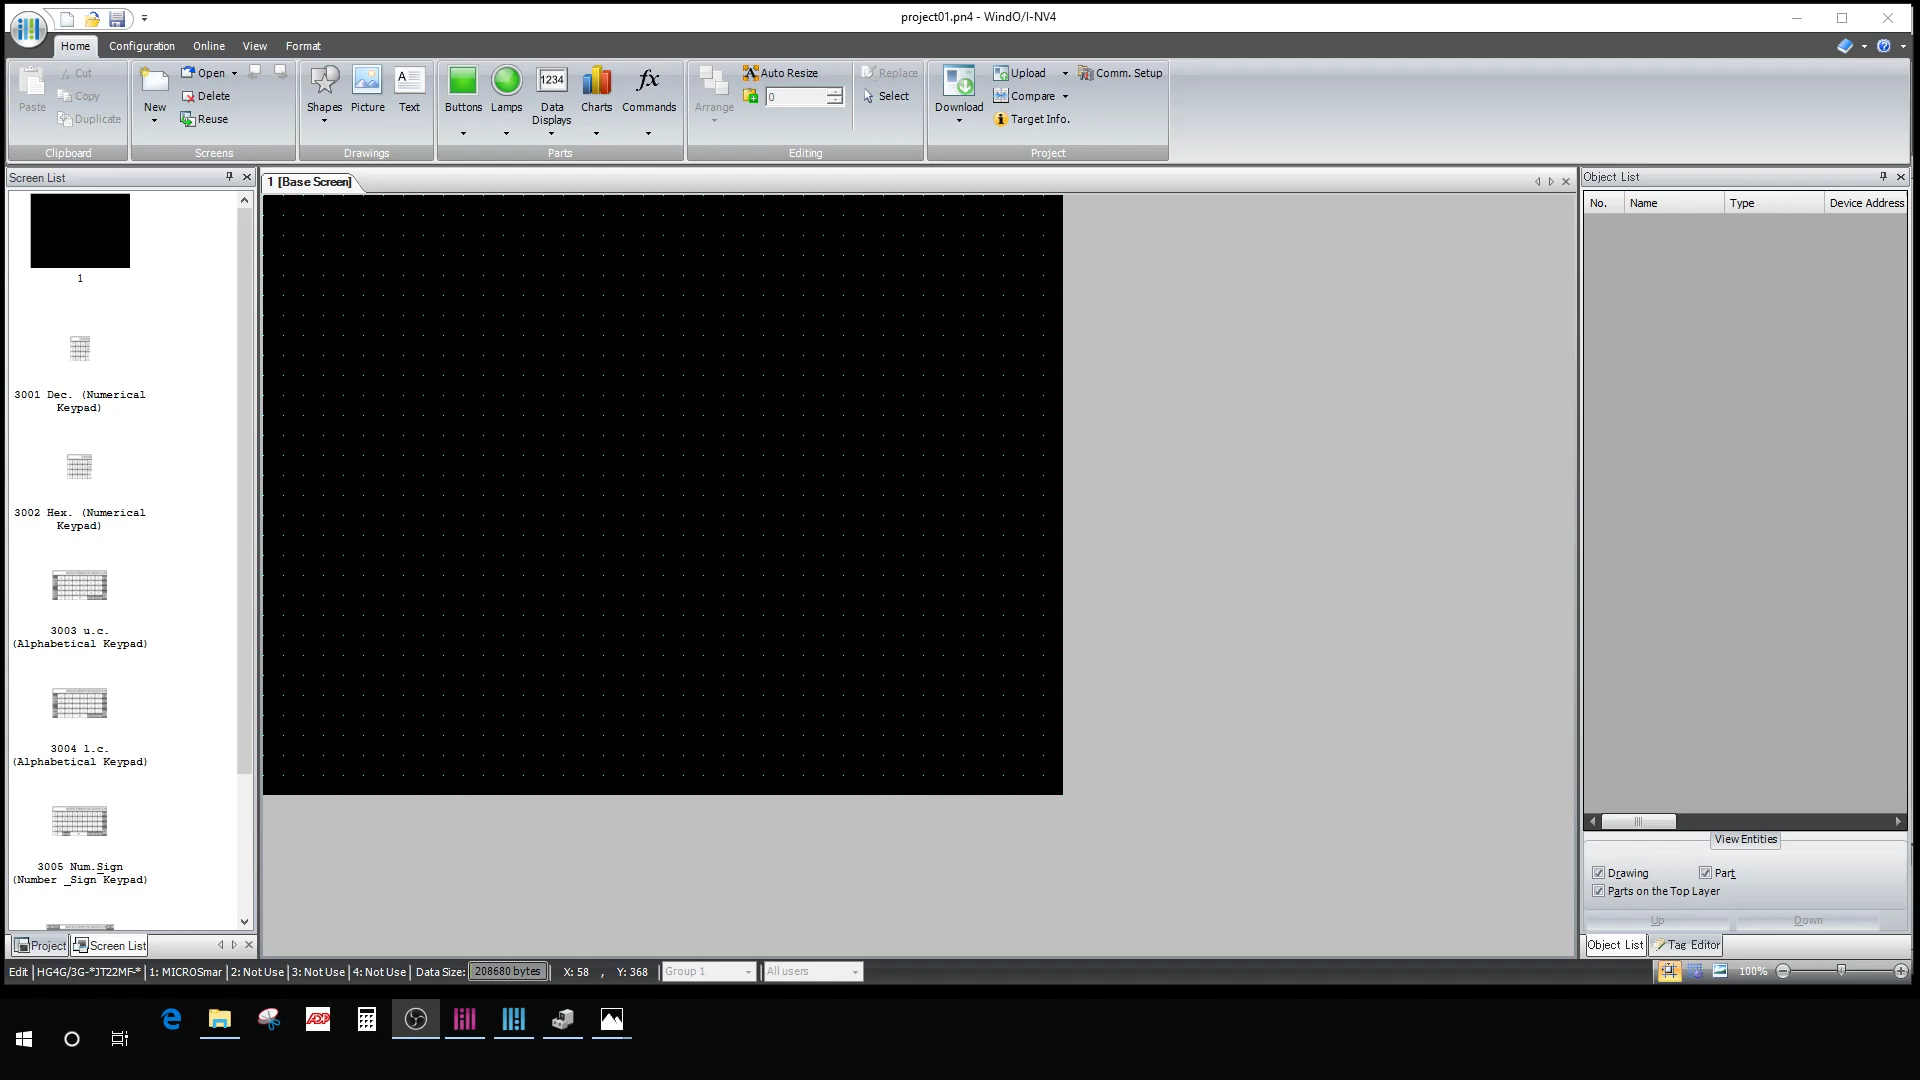 project01.pn4 - WindO/I-NV4
Home
Configuration
Online
View
Format
Paste
Cut
Copy
Duplicate
Clipboard
New
Open
Delete
Reuse
Screens
Shapes
Picture
Text
Drawings
Buttons
Lamps
Data
Displays
Charts
Commands
Parts
1234
A
fx
Arrange
Auto Resize
0
Replace
Select
Editing
Download
Upload
Compare
Target Info.
Comm. Setup
Project
Screen List
1 [Base Screen]
Object List
No.
Name
Type
Device Address
1
3001 Dec. (Numerical
Keypad)
3002 Hex. (Numerical
Keypad)
3003 u.c.
(Alphabetical Keypad)
3004 l.c.
(Alphabetical Keypad)
3005 Num.Sign
(Number _Sign Keypad)
View Entities
Drawing
Part
Parts on the Top Layer
Up
Down
Project
Screen List
Object List
Tag Editor
Edit
HG4G/3G-*JT22MF-*
1: MICROSmar
2: Not Use
3: Not Use
4: Not Use
Data Size:
208680 bytes
X: 58 , Y: 368
Group 1
All users
100%
ADP